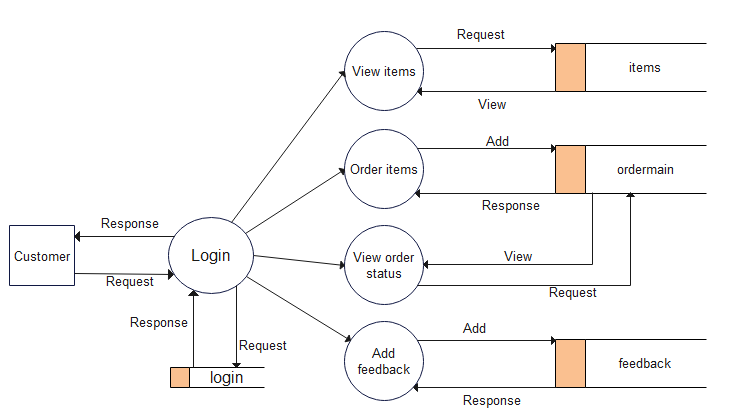 Request
View items
items
View
Add
Order items
ordermain
Response
Response
Customer
Login
View order
status
View
Request
Request
Response
Request
Add
Add
feedback
feedback
login
Response